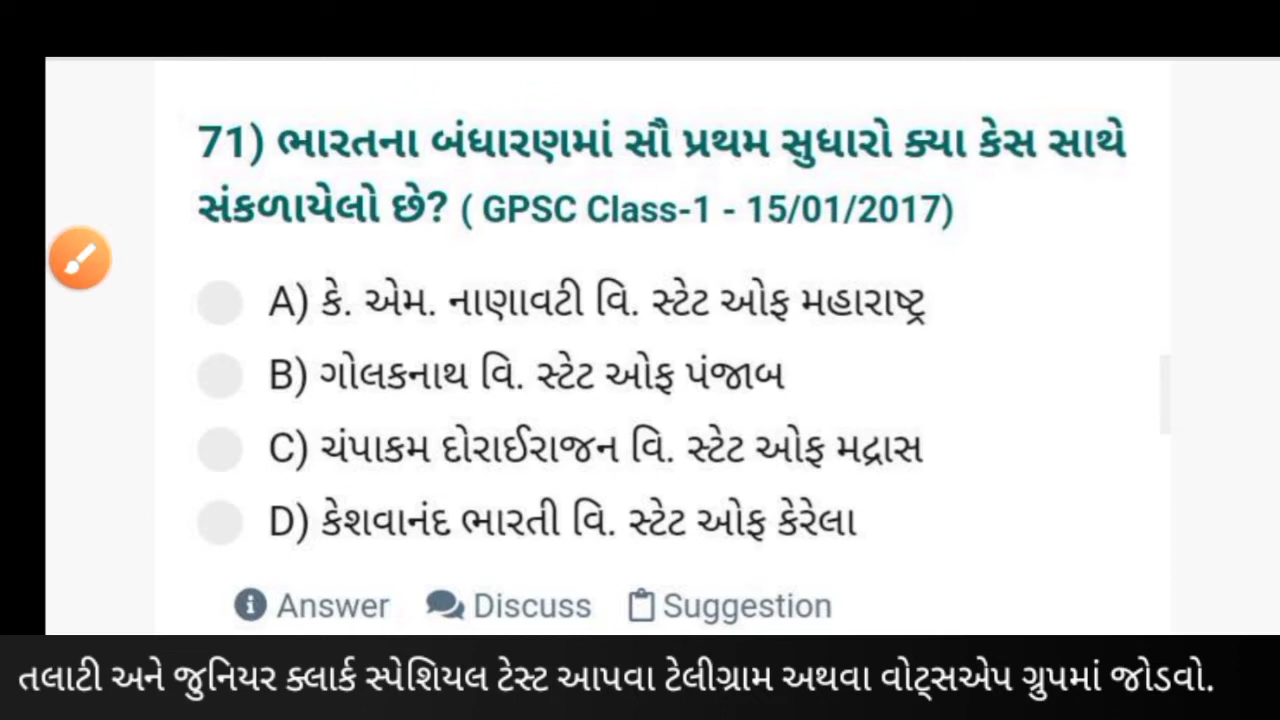 71) ભારતના બંધારણમાં સૌ પ્રથમ સુધારો ક્યા કેસ સાથે
સંકળાયેલો છે? ( GPSC Class-1 - 15/01/2017)
A) કે. એમ. નાણાવટી વિ. સ્ટેટ ઓફ મહારાષ્ટ્ર
B) ગોલકનાથ વિ. સ્ટેટ ઓફ પંજાબ
C) ચંપાકમ દોરાઈરાજન વિ. સ્ટેટ ઓફ મદ્રાસ
D) કેશવાનંદ ભારતી વિ. સ્ટેટ ઓફ કેરેલા
Answer Discuss Suggestion
તલાટી અને જુનિયર ક્લાર્ક સ્પેશિયલ ટેસ્ટ આપવા ટેલીગ્રામ અથવા વોટ્સએપ ગ્રુપમાં જોડવો.